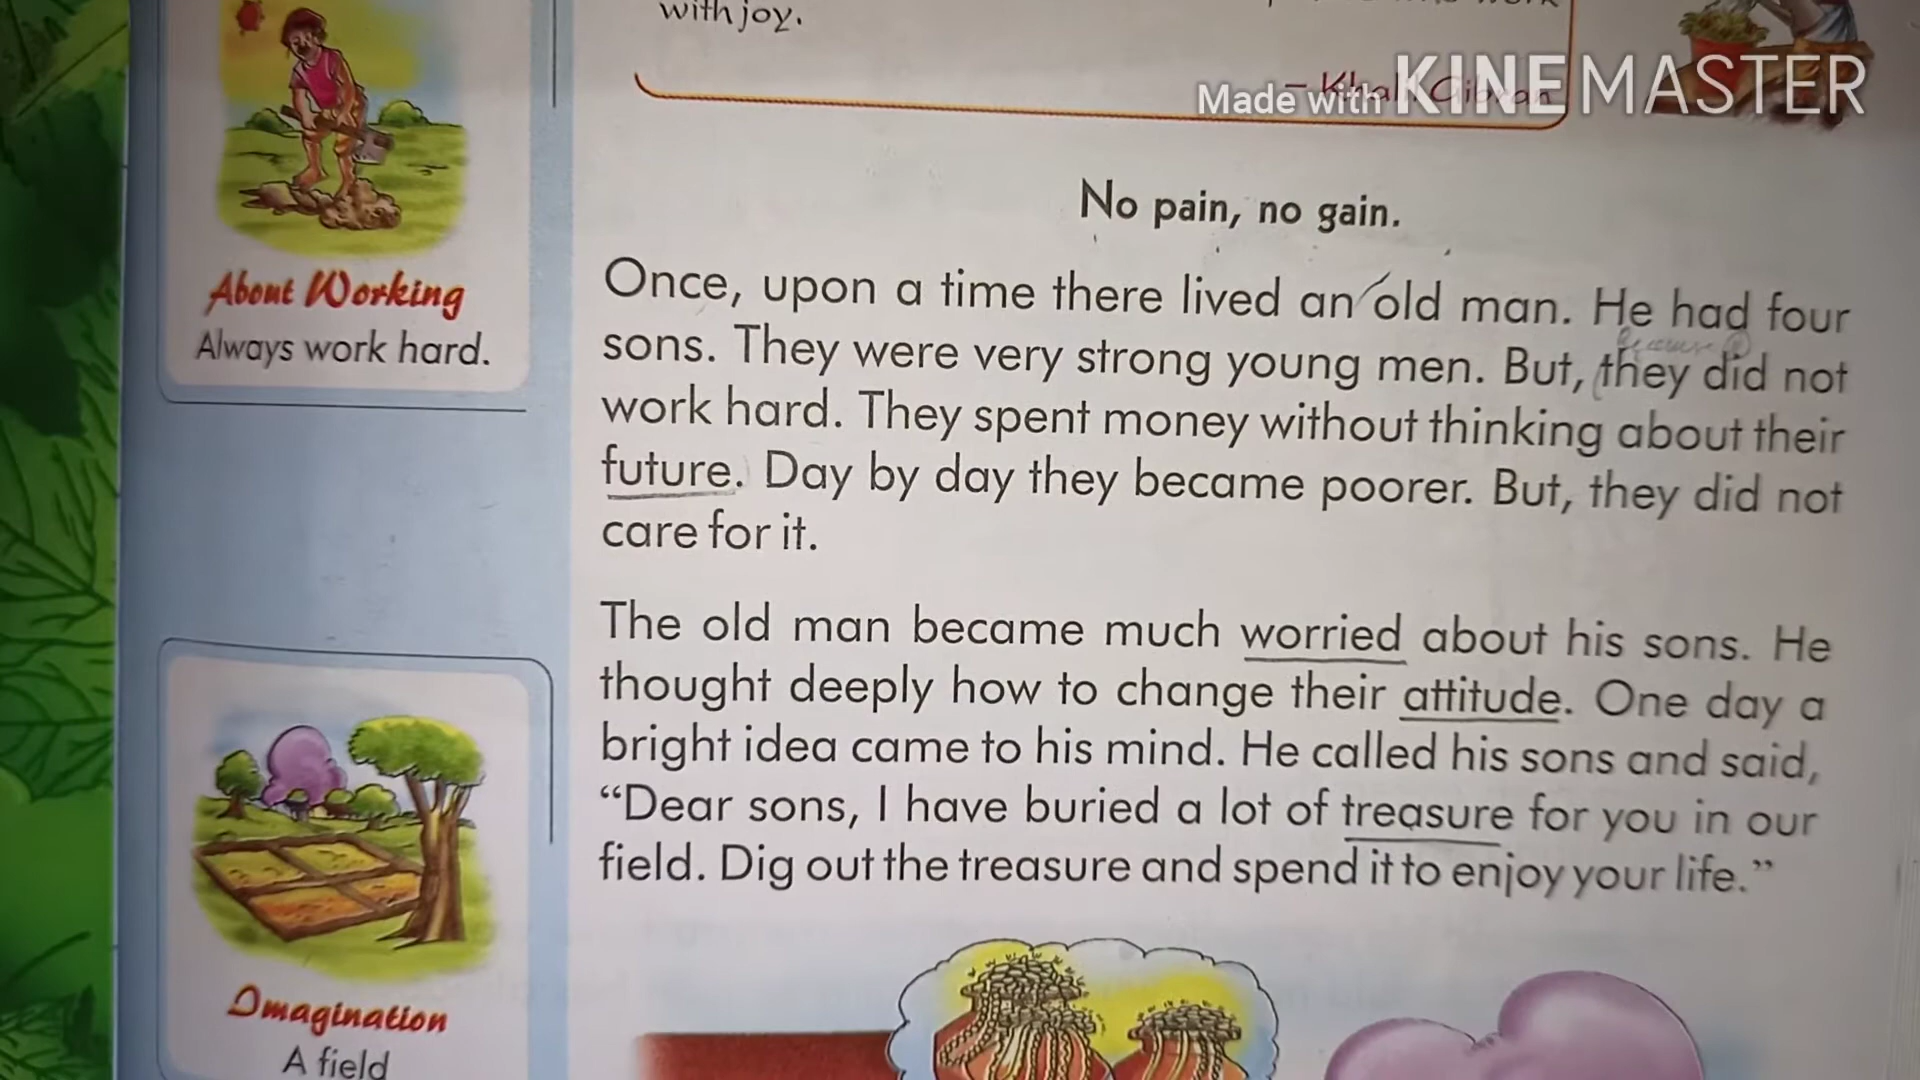 with joy.
Made with KINEMASTER
No pain, no gain.
Once, upon a time there lived an old man. He had four
sons. They were very strong young men. But, they did not
work hard. They spent money without thinking about their
future. Day by day they became poorer. But, they did not
care for it.
The old man became much worried about his sons. He
thought deeply how to change their attitude. One day a
bright idea came to his mind. He called his sons and said,
“Dear sons, I have buried a lot of treasure for you in our
field. Dig out the treasure and spend it to enjoy your life.”
About Working
Always work hard.
Imagination
A field